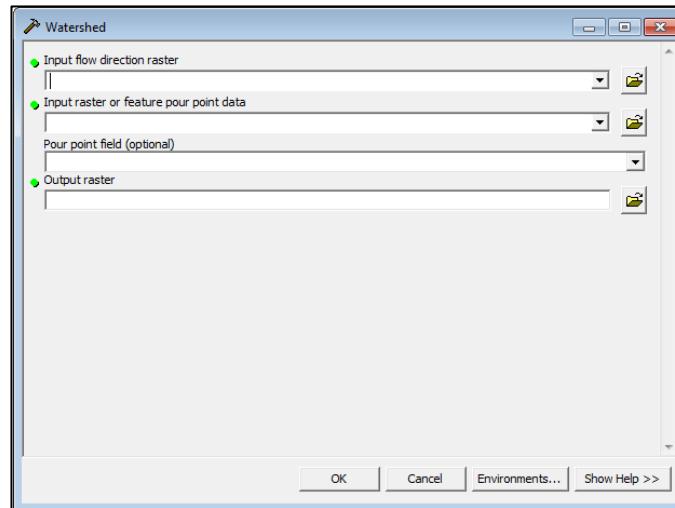 Watershed
Input flow direction raster
Input raster or feature pour point data
Pour point field (optional)
Output raster
OK Cancel Environments... Show Help >>